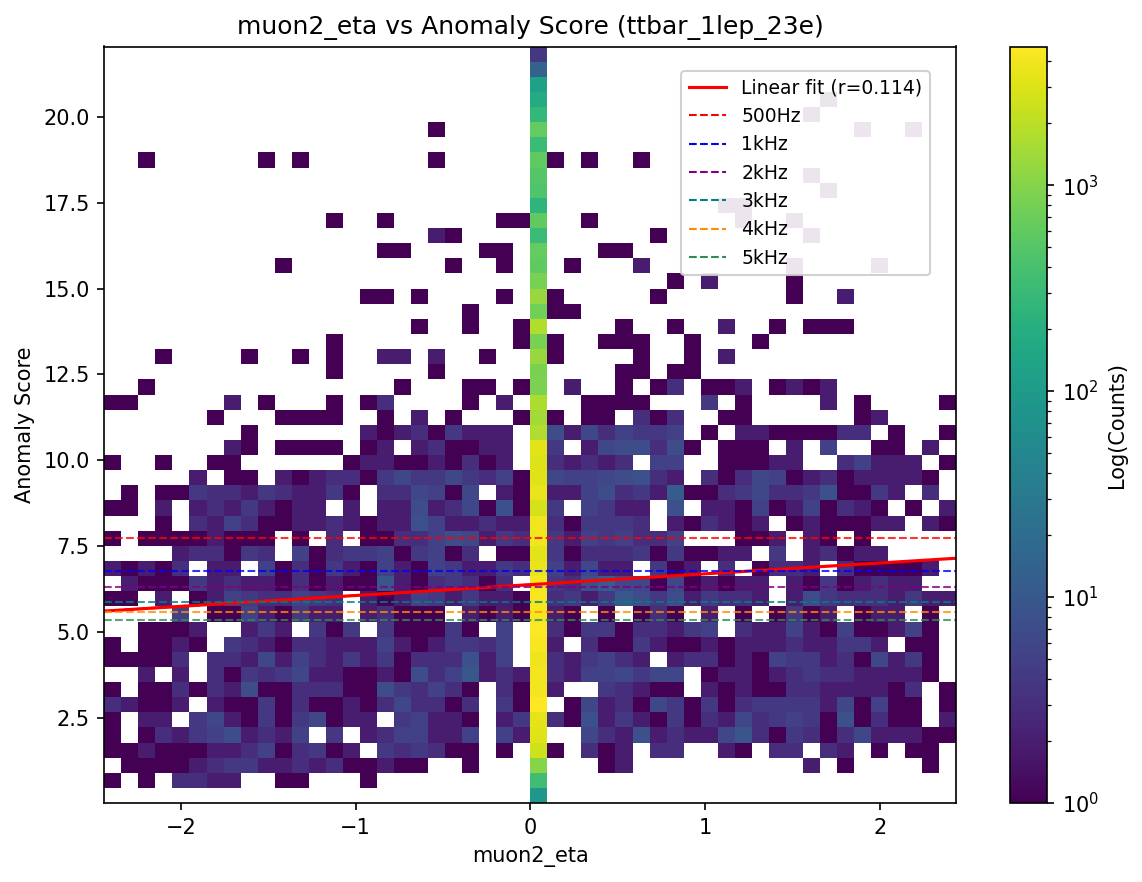 muon2_eta vs Anomaly Score (ttbar_1lep_23e)
Linear fit (r=0.114)
500Hz
1kHz
2kHz
3kHz
4kHz
5kHz
Anomaly Score
20.0
17.5
15.0
12.5
10.0
7.5
5.0
2.5
−2
−1
0
1
2
muon2_eta
10³
10²
10¹
10⁰
Log(Counts)